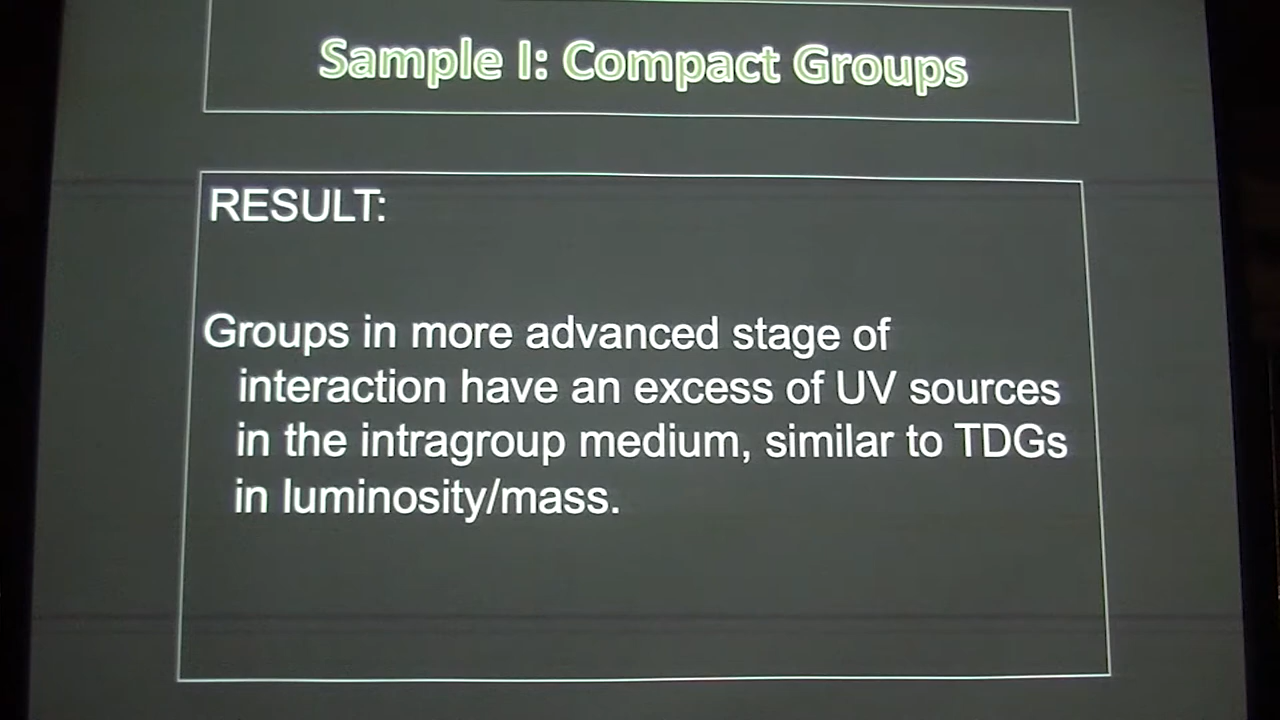 Sample I: Compact Groups
RESULT:
Groups in more advanced stage of
interaction have an excess of UV sources
in the intragroup medium, similar to TDGs
in luminosity/mass.